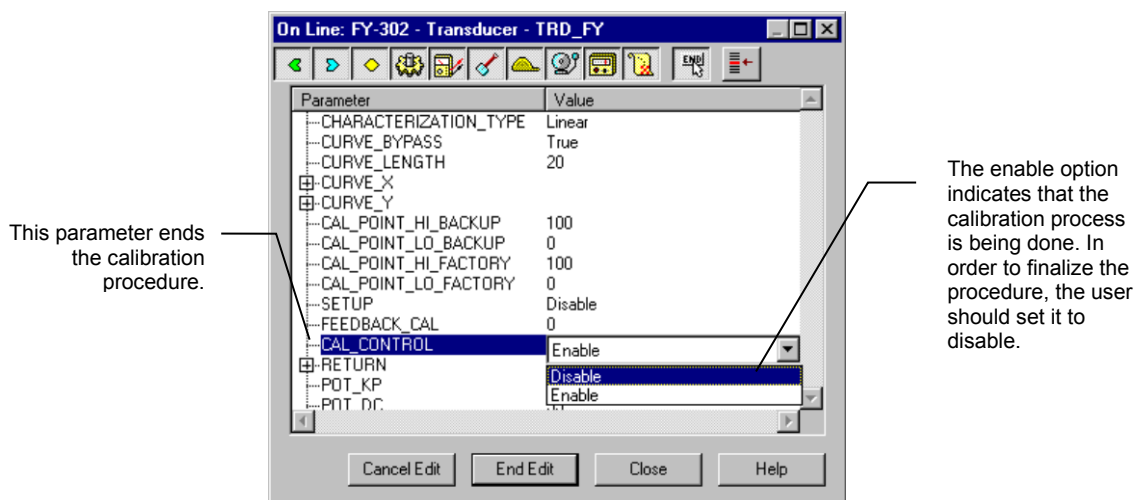 On Line: FY-302 - Transducer - TRD_FY
END
Parameter Value
CHARACTERIZATION_TYPE Linear
CURVE_BYPASS True
CURVE_LENGTH 20
CURVE_X
CURVE_Y
CAL_POINT_HI_BACKUP 100
CAL_POINT_LO_BACKUP 0
CAL_POINT_HI_FACTORY 100
CAL_POINT_LO_FACTORY 0
SETUP Disable
FEEDBACK_CAL 0
CAL_CONTROL Enable
RETURN Disable
POT_KP Enable
POT_DC
Cancel Edit End Edit Close Help
This parameter ends
the calibration
procedure.
The enable option
indicates that the
calibration process
is being done. In
order to finalize the
procedure, the user
should set it to
disable.